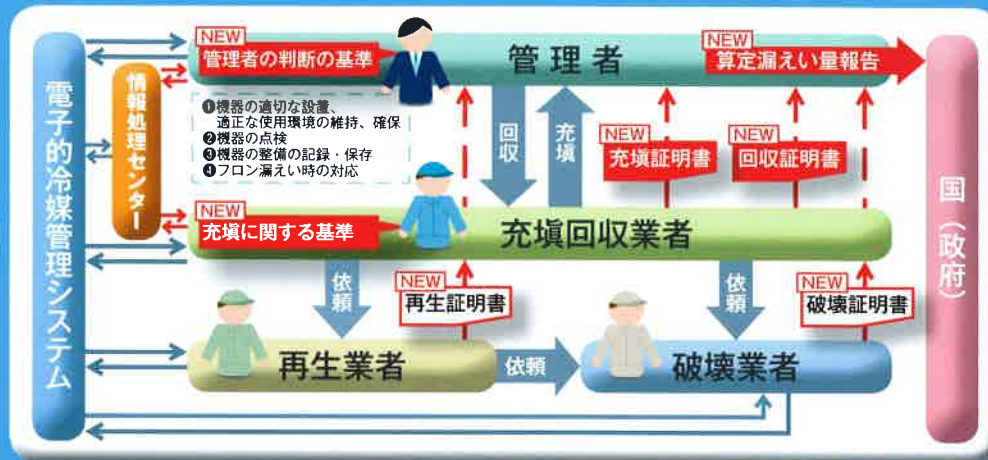 電子的冷媒管理システム
情報処理センター
NEW
管理者の判断の基準
管理者
NEW
算定漏えい量報告
❶機器の適切な設置、
適正な使用環境の維持、確保
❷機器の点検
❸機器の整備の記録・保存
❹フロン漏えい時の対応
回収
充塡
NEW
充塡証明書
NEW
回収証明書
国(政府)
NEW
充塡に関する基準
充塡回収業者
依頼
NEW
再生証明書
依頼
NEW
破壊証明書
再生業者
依頼
破壊業者